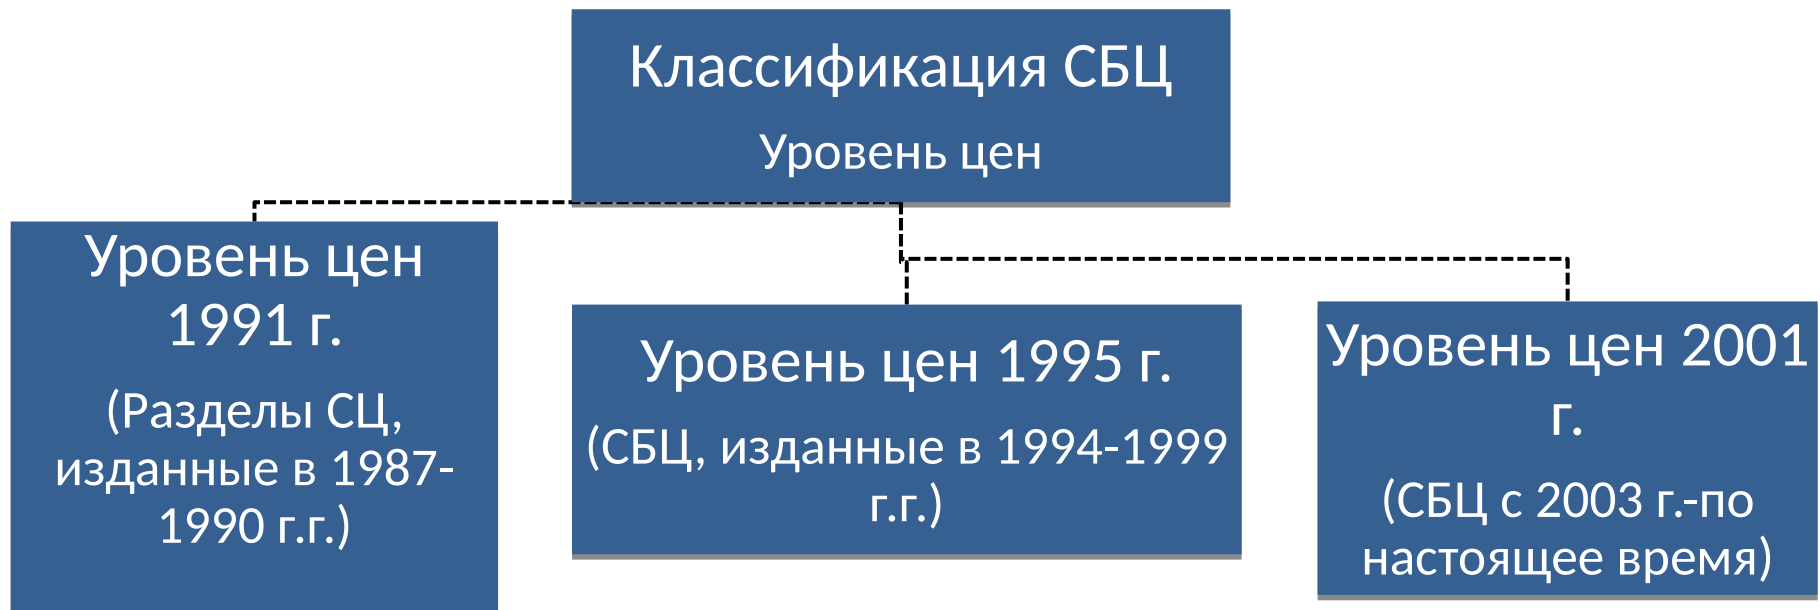 Классификация СБЦ
Уровень цен
Уровень цен
1991 г.
(Разделы СЦ,
изданные в 1987-
1990 г.г.)
Уровень цен 1995 г.
(СБЦ, изданные в 1994-1999
г.г.)
Уровень цен 2001
г.
(СБЦ с 2003 г.-по
настоящее время)